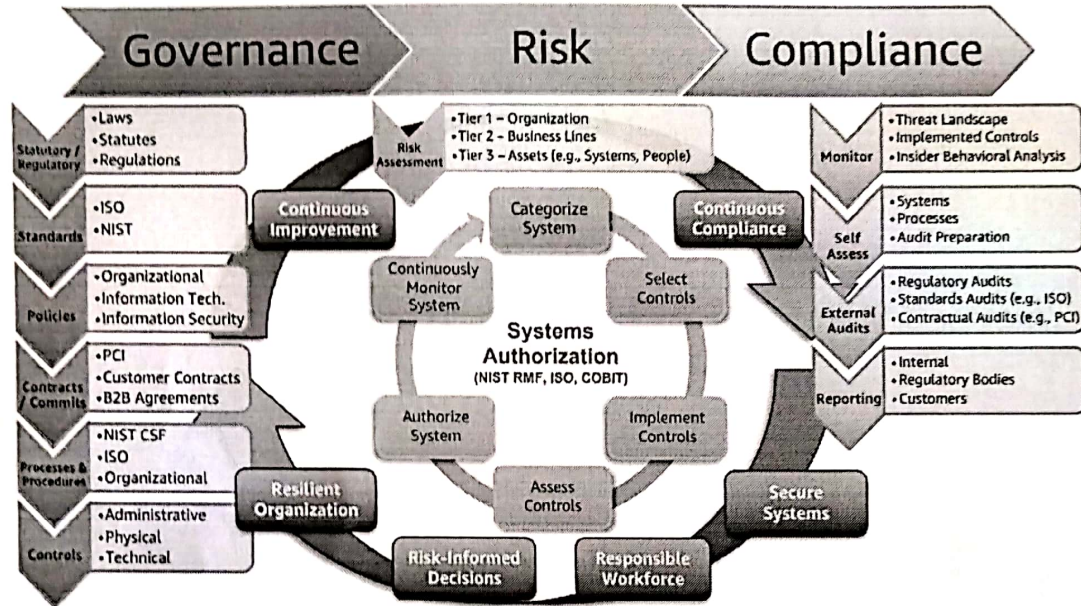 Governance
Risk
Compliance
Statutory /
Regulatory
•Laws
•Statutes
•Regulations
Standards
•ISO
•NIST
Policies
•Organizational
•Information Tech.
•Information Security
Contracts
/ Commits
•PCI
•Customer Contracts
•B2B Agreements
Processes &
Procedures
•NIST CSF
•ISO
•Organizational
Controls
•Administrative
•Physical
•Technical
Risk
Assessment
•Tier 1 – Organization
•Tier 2 – Business Lines
•Tier 3 – Assets (e.g., Systems, People)
Continuous
Improvement
Continuous
Compliance
Categorize
System
Select
Controls
Implement
Controls
Assess
Controls
Authorize
System
Continuously
Monitor
System
Systems
Authorization
(NIST RMF, ISO, COBIT)
Resilient
Organization
Risk-Informed
Decisions
Responsible
Workforce
Secure
Systems
Monitor
•Threat Landscape
•Implemented Controls
•Insider Behavioral Analysis
Self
Assess
•Systems
•Processes
•Audit Preparation
External
Audits
•Regulatory Audits
•Standards Audits (e.g., ISO)
•Contractual Audits (e.g., PCI)
Reporting
•Internal
•Regulatory Bodies
•Customers